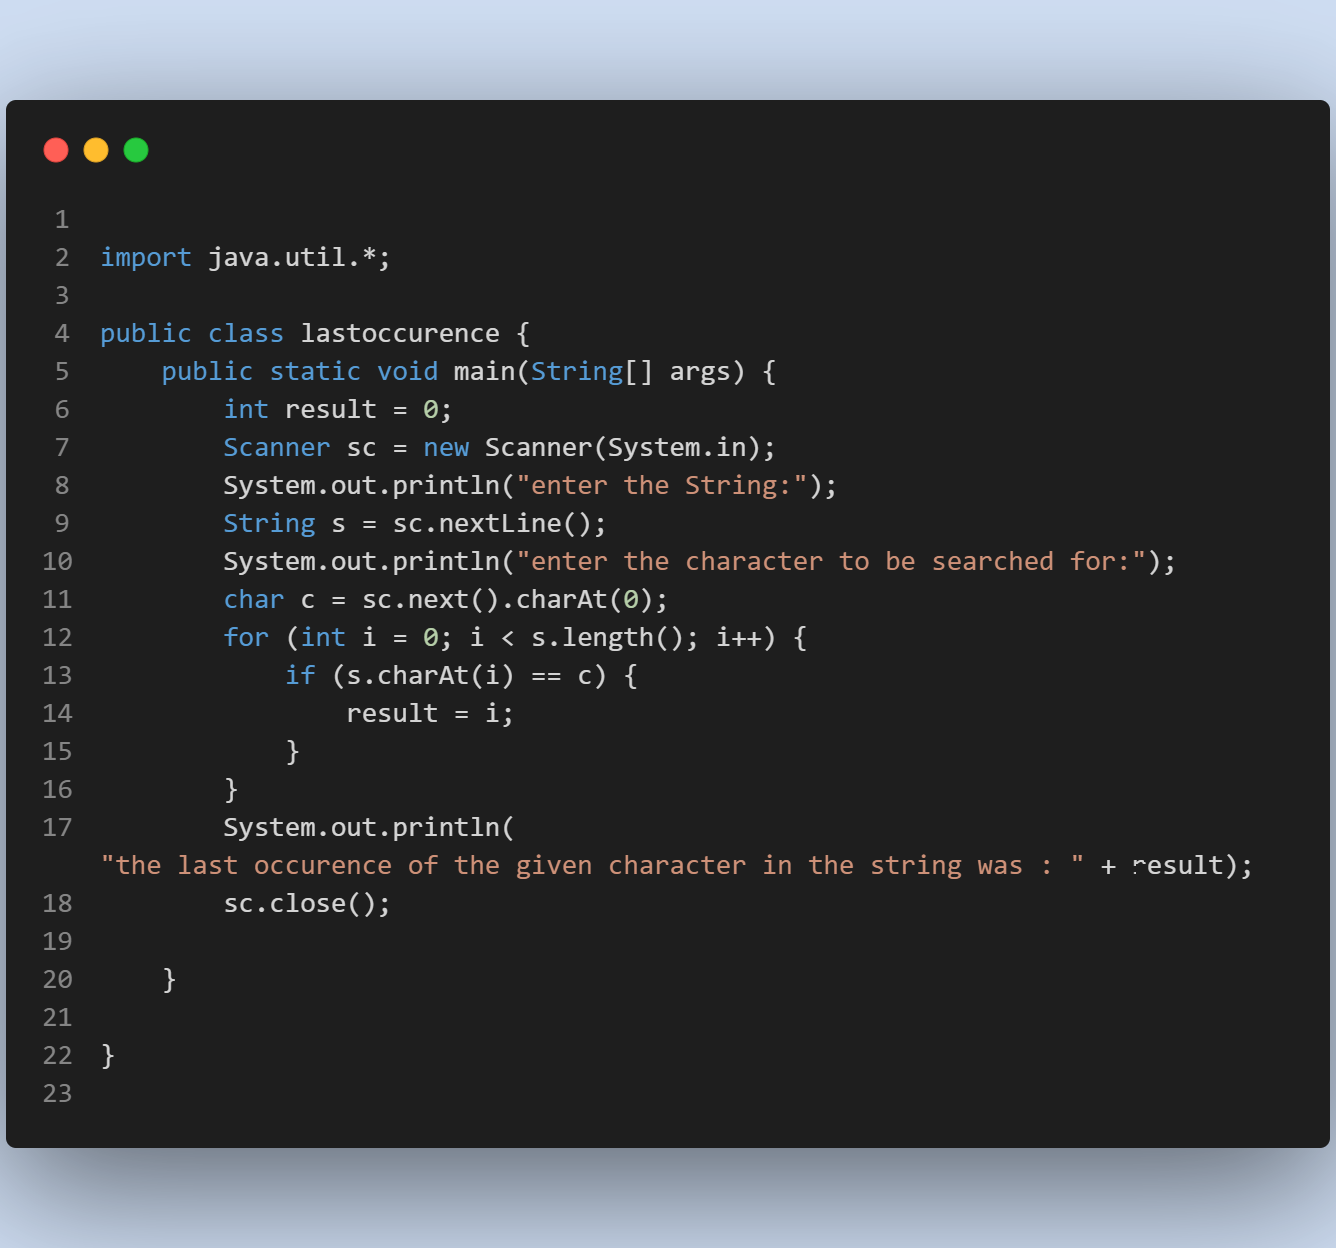 1
2 import java.util.*;
3
4 public class lastoccurence {
5     public static void main(String[] args) {
6         int result = 0;
7         Scanner sc = new Scanner(System.in);
8         System.out.println("enter the String:");
9         String s = sc.nextLine();
10         System.out.println("enter the character to be searched for:");
11         char c = sc.next().charAt(0);
12         for (int i = 0; i < s.length(); i++) {
13             if (s.charAt(i) == c) {
14                 result = i;
15             }
16         }
17         System.out.println(
"the last occurence of the given character in the string was : " + result);
18         sc.close();
19
20     }
21
22 }
23